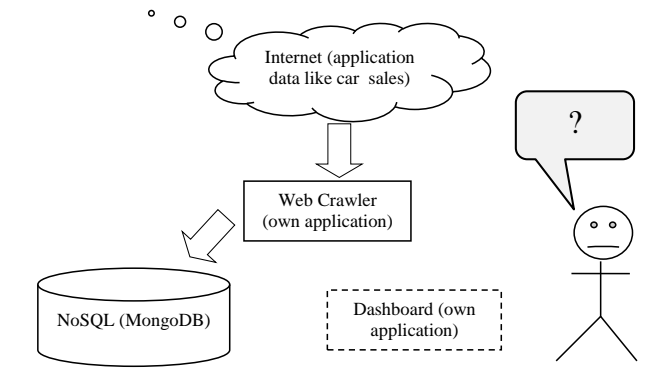 Internet (application
data like car sales)
?
Web Crawler
(own application)
NoSQL (MongoDB)
Dashboard (own
application)